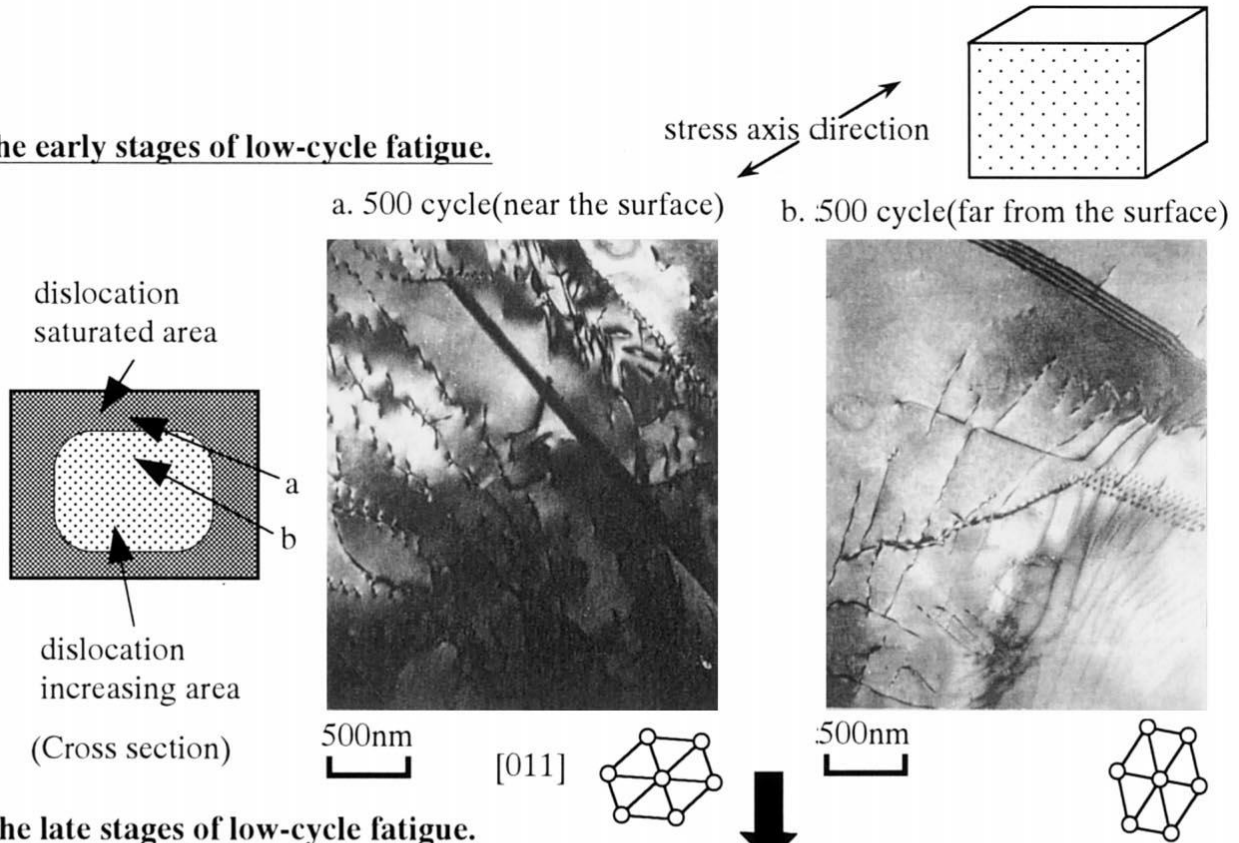 he early stages of low-cycle fatigue.
stress axis direction
a. 500 cycle(near the surface)
b. :500 cycle(far from the surface)
dislocation
saturated area
a
b
dislocation
increasing area
(Cross section)
500nm
[011]
:500nm
he late stages of low-cycle fatigue.